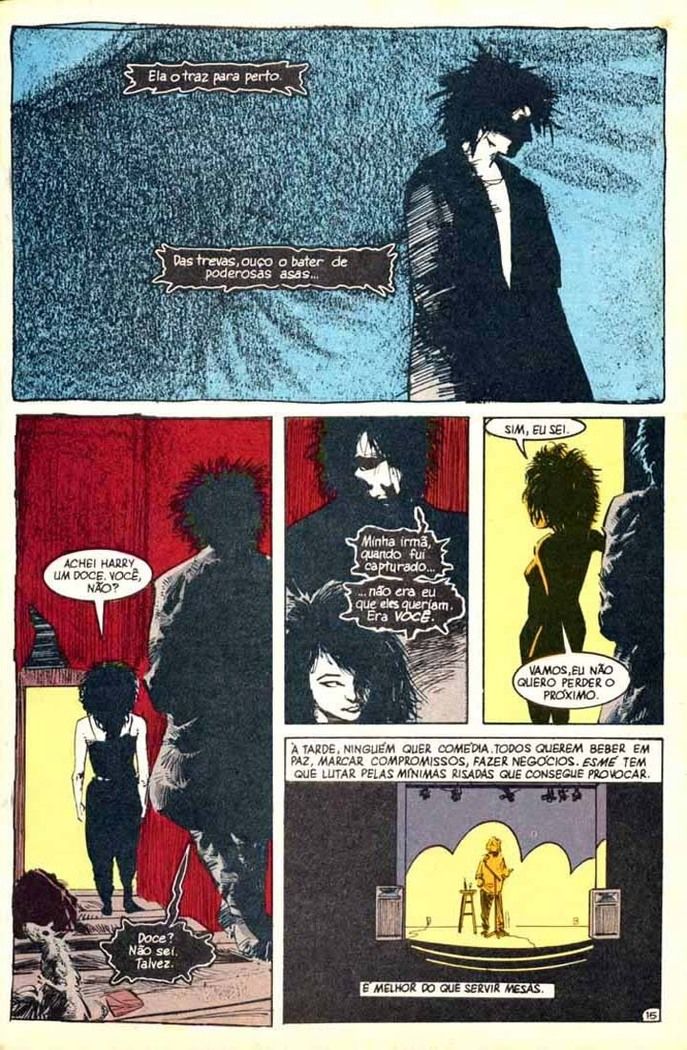 Ela o traz para perto.
Das trevas, ouço o bater de
poderosas asas...
ACHEI HARRY
UM DOCE. VOCÊ,
NÃO?
Doce?
Não sei.
Talvez.
Minha irmã,
quando fui
capturado...
...não era eu
que eles queriam.
Era VOCÊ.
SIM, EU SEI.
VAMOS, EU NÃO
QUERO PERDER O
PRÓXIMO.
À TARDE, NINGUÉM QUER COMÉDIA. TODOS QUEREM BEBER EM
PAZ, MARCAR COMPROMISSOS, FAZER NEGÓCIOS. ESMÉ TEM
QUE LUTAR PELAS MÍNIMAS RISADAS QUE CONSEGUE PROVOCAR.
É MELHOR DO QUE SERVIR MESAS.
15